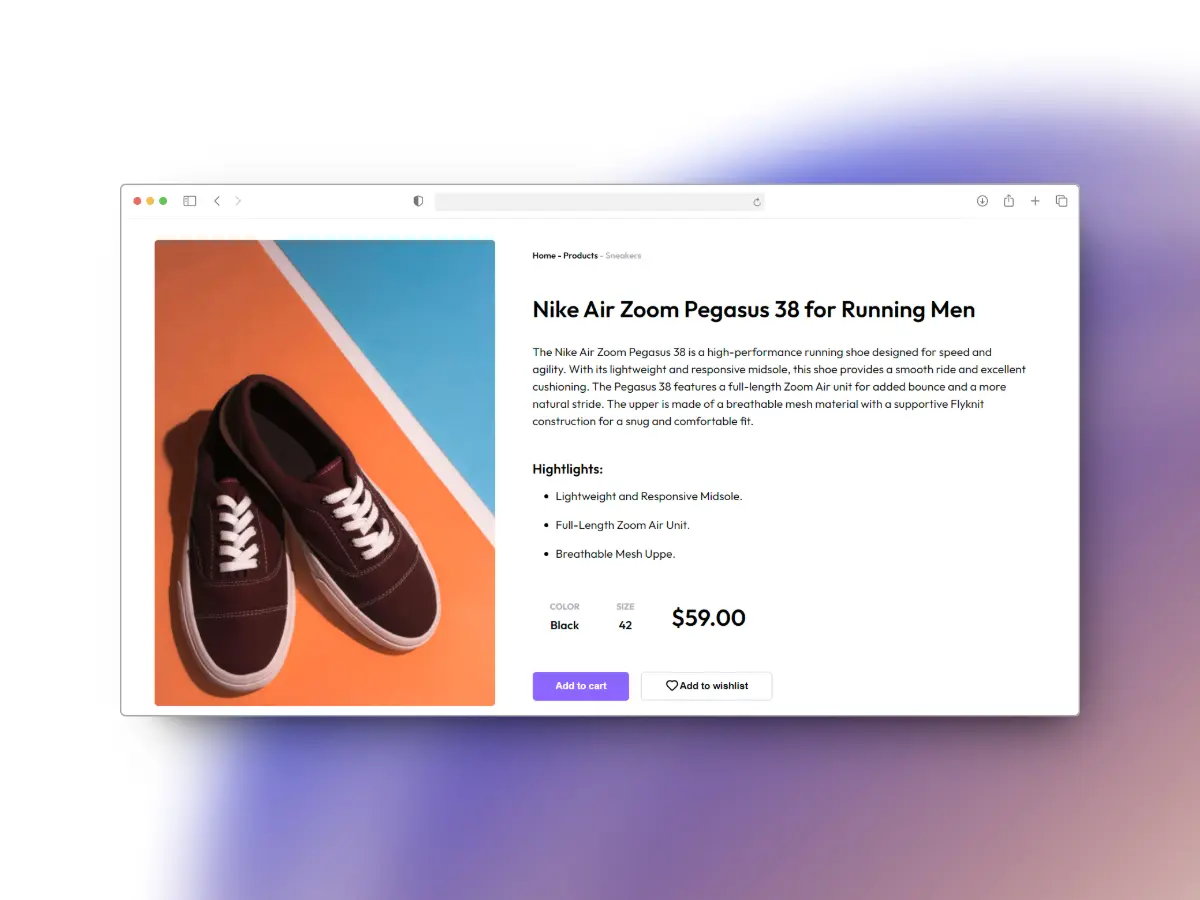 Home - Products - Sneakers
Nike Air Zoom Pegasus 38 for Running Men
The Nike Air Zoom Pegasus 38 is a high-performance running shoe designed for speed and
agility. With its lightweight and responsive midsole, this shoe provides a smooth ride and excellent
cushioning. The Pegasus 38 features a full-length Zoom Air unit for added bounce and a more
natural stride. The upper is made of a breathable mesh material with a supportive Flyknit
construction for a snug and comfortable fit.
Hightlights:
Lightweight and Responsive Midsole.
Full-Length Zoom Air Unit.
Breathable Mesh Uppe.
COLOR SIZE
Black 42 $59.00
Add to cart Add to wishlist